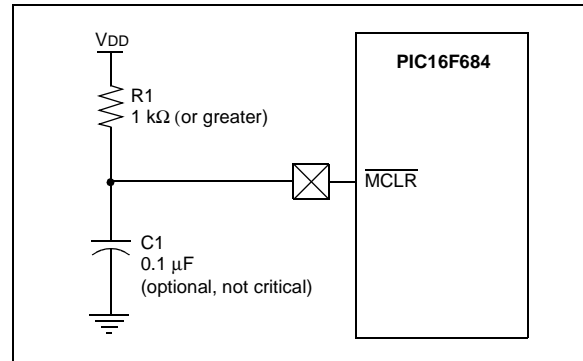 VDD
PIC16F684
R1
1 kΩ (or greater)
MCLR
C1
0.1 μF
(optional, not critical)